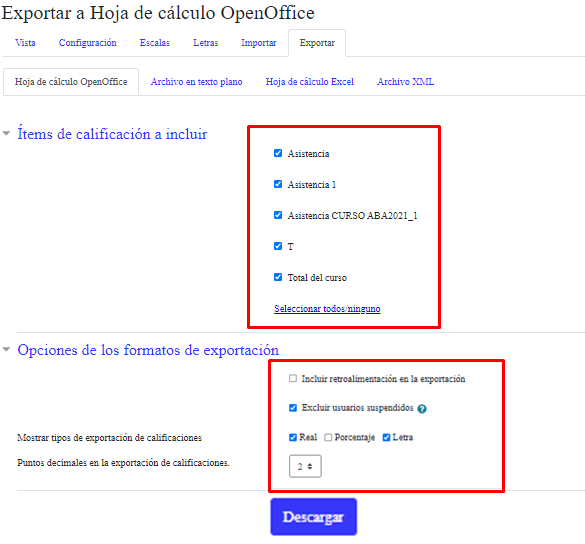 Exportar a Hoja de cálculo OpenOffice
Vista Configuración Escalas Letras Importar Exportar
Hoja de cálculo OpenOffice Archivo en texto plano Hoja de cálculo Excel Archivo XML
Ítems de calificación a incluir
Asistencia
Asistencia 1
Asistencia CURSO ABA2021_1
T
Total del curso
Seleccionar todos/ninguno
Opciones de los formatos de exportación
Incluir retroalimentación en la exportación
Excluir usuarios suspendidos ?
Mostrar tipos de exportación de calificaciones Real Porcentaje Letra
Puntos decimales en la exportación de calificaciones. 2
Descargar